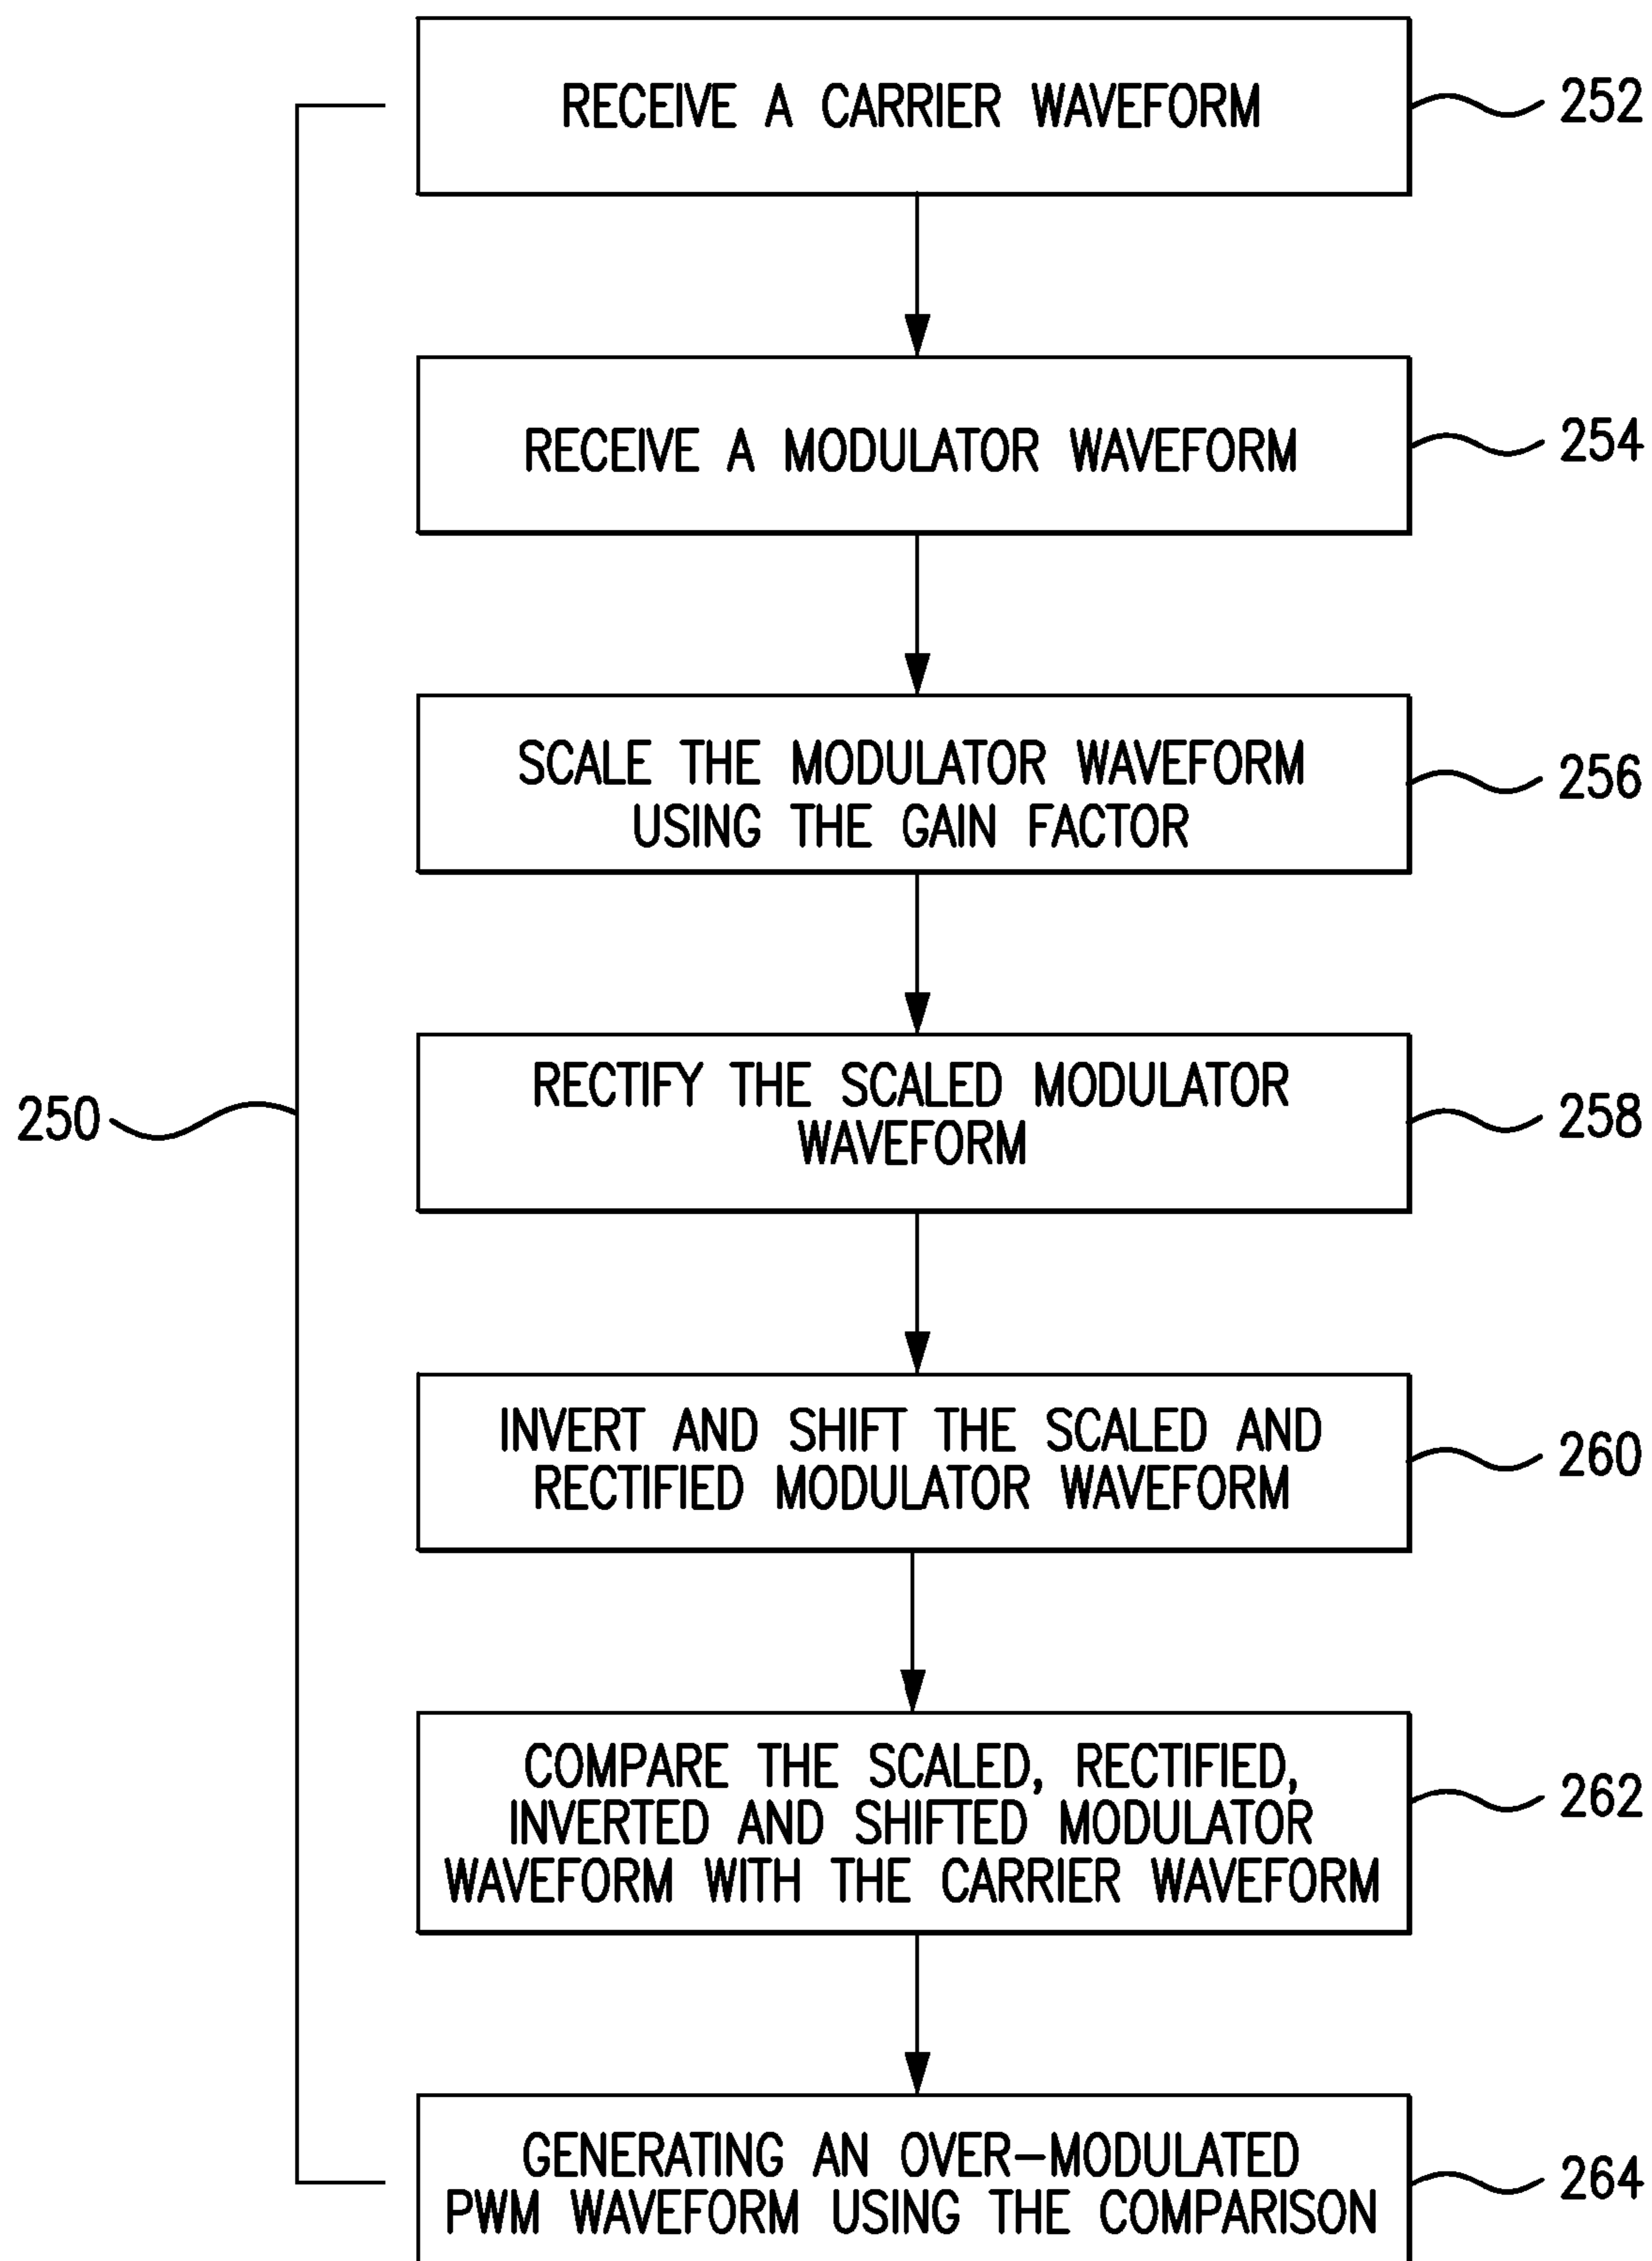 RECEIVE A CARRIER WAVEFORM
252
RECEIVE A MODULATOR WAVEFORM
254
SCALE THE MODULATOR WAVEFORM
USING THE GAIN FACTOR
256
RECTIFY THE SCALED MODULATOR
WAVEFORM
258
250
INVERT AND SHIFT THE SCALED AND
RECTIFIED MODULATOR WAVEFORM
260
COMPARE THE SCALED, RECTIFIED,
INVERTED AND SHIFTED MODULATOR
WAVEFORM WITH THE CARRIER WAVEFORM
262
GENERATING AN OVER-MODULATED
PWM WAVEFORM USING THE COMPARISON
264